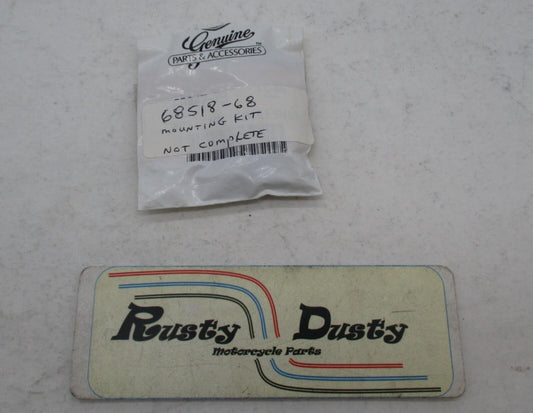 Genuine
PARTS & ACCESSORIES
68518-68
MOUNTING KIT
NOT COMPLETE
Rusty Dusty
Motorcycle Parts